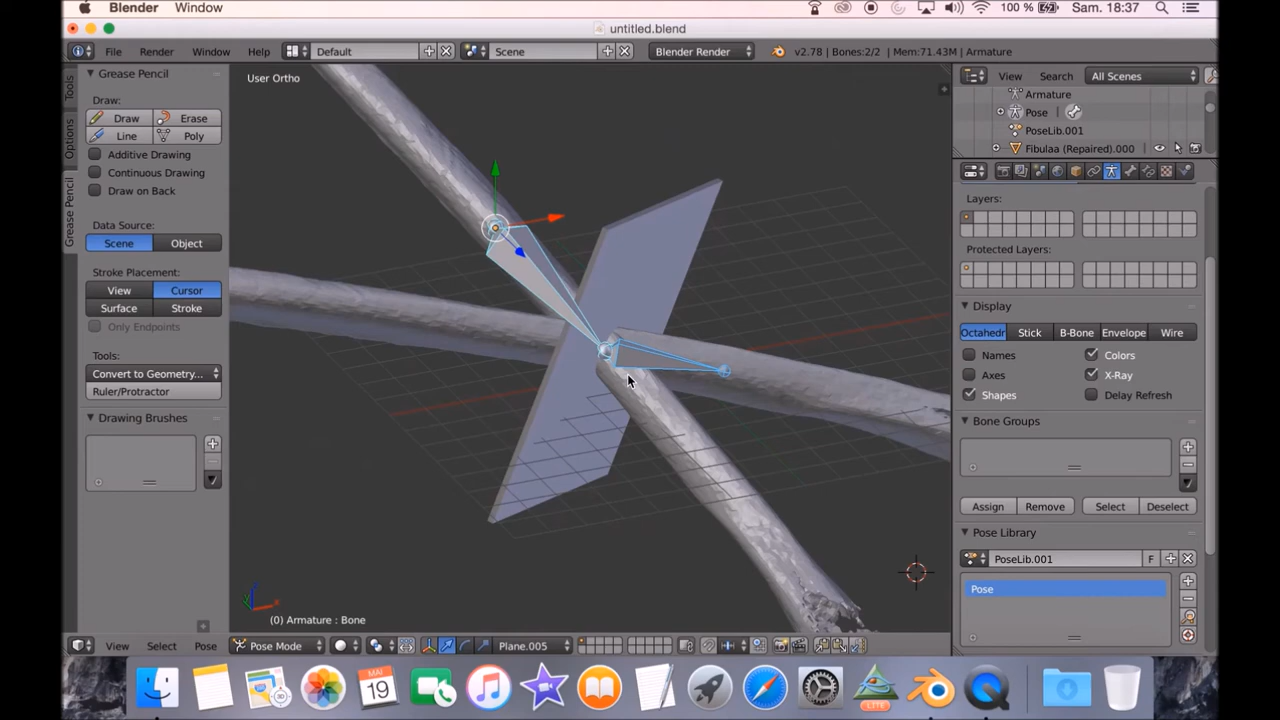 Blender Window 100 % Sam. 18:37
untitled.blend
File Render Window Help Default Scene Blender Render v2.78 | Bones:2/2 | Mem:71.43M | Armature
Grease Pencil
Draw:
Draw Erase
Line Poly
Additive Drawing
Continuous Drawing
Draw on Back
Data Source:
Scene Object
Stroke Placement:
View Cursor
Surface Stroke
Only Endpoints
Tools:
Convert to Geometry...
Ruler/Protractor
Drawing Brushes
Tools
Options
Grease Pencil
User Ortho
(0) Armature : Bone
View Select Pose Pose Mode Plane.005
View Search All Scenes
Armature
Pose
PoseLib.001
Fibulaa (Repaired).000
Layers:
Protected Layers:
Display
Octahedr Stick B-Bone Envelope Wire
Names Colors
Axes X-Ray
Shapes Delay Refresh
Bone Groups
Assign Remove Select Deselect
Pose Library
PoseLib.001 F
Pose
MAI
19
LITE